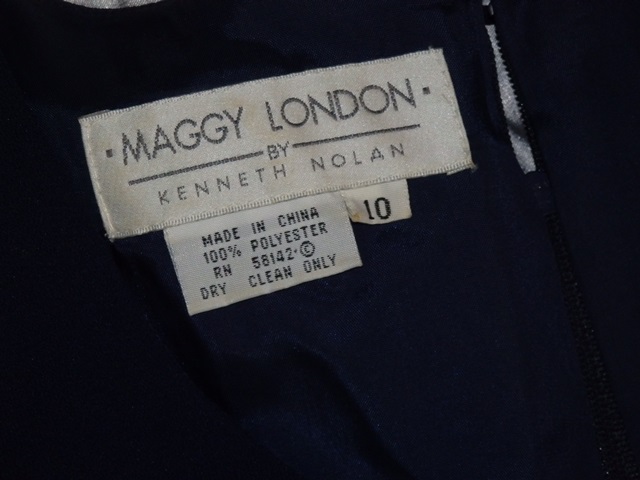 · MAGGY LONDON ·
BY
KENNETH NOLAN
10
MADE IN CHINA
100% POLYESTER
RN 58142·©
DRY CLEAN ONLY